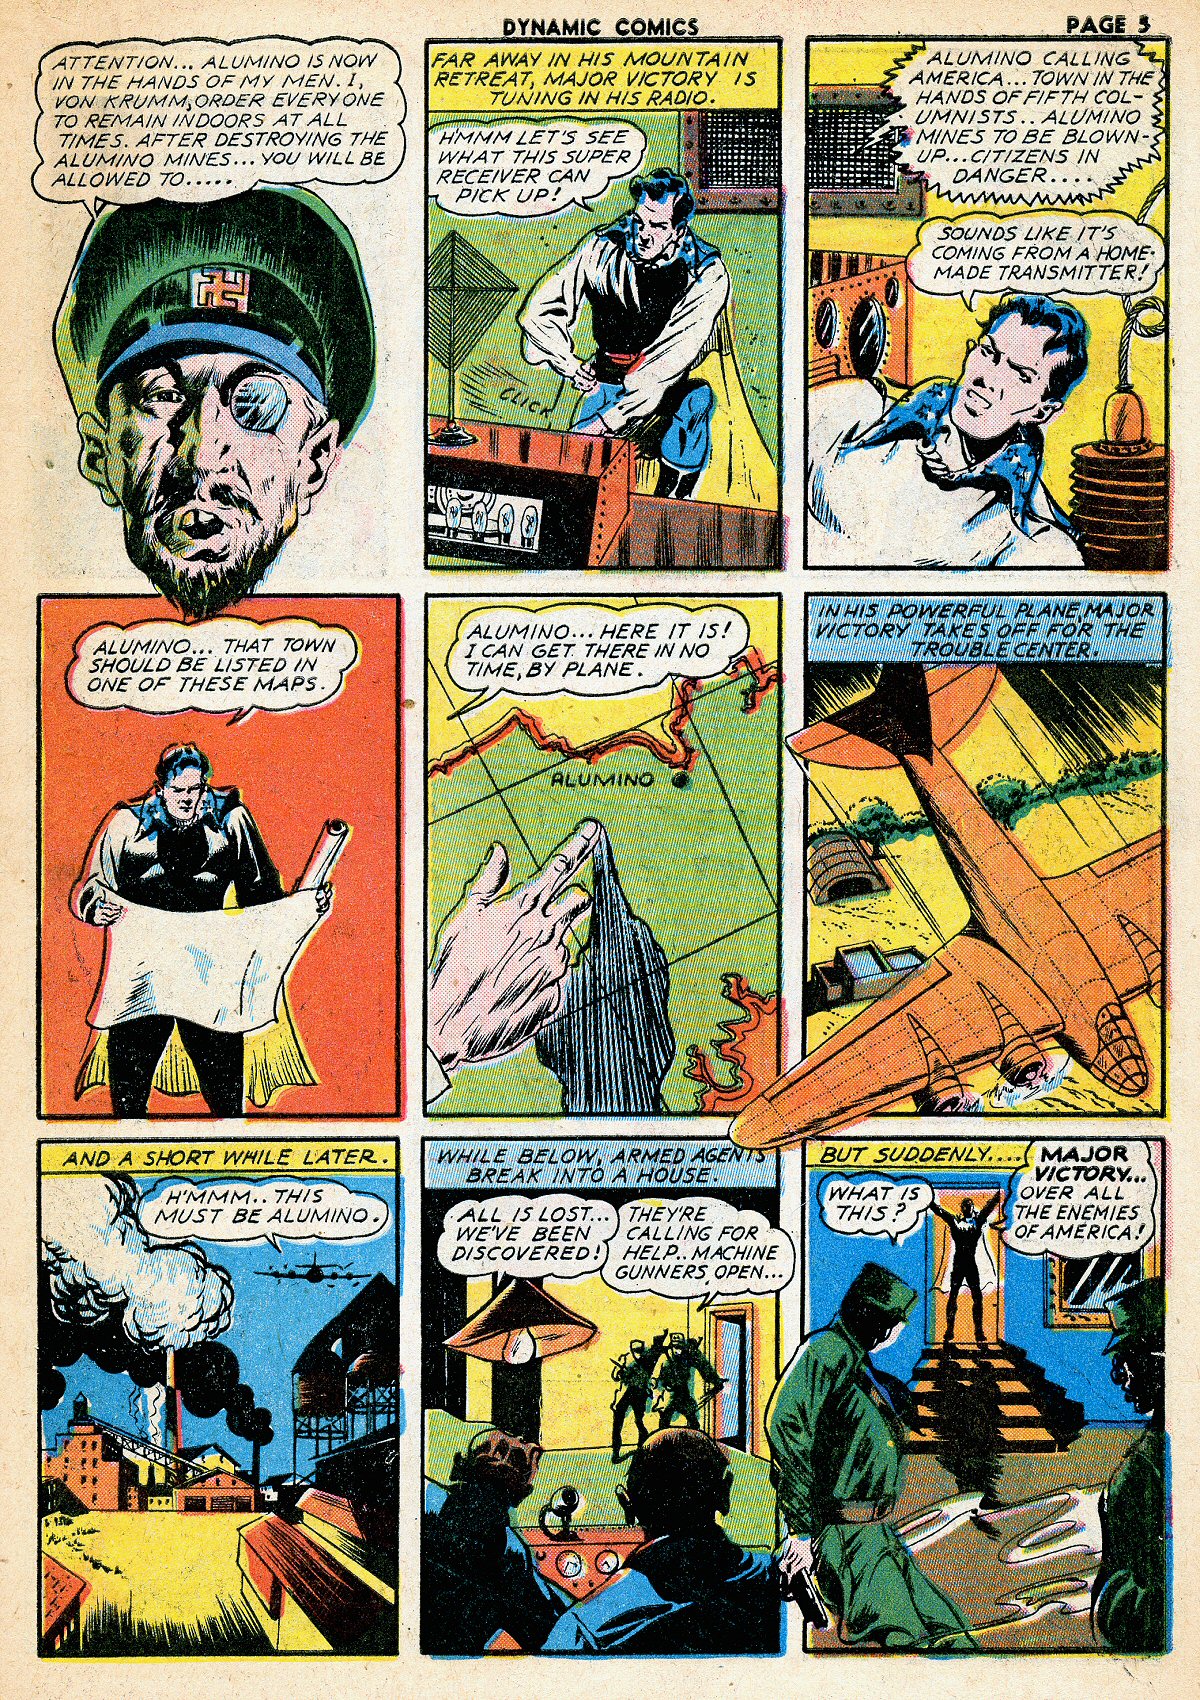 DYNAMIC COMICS
PAGE 5
ATTENTION... ALUMINO IS NOW
IN THE HANDS OF MY MEN. I,
VON KRUMM, ORDER EVERYONE
TO REMAIN INDOORS AT ALL
TIMES. AFTER DESTROYING THE
ALUMINO MINES... YOU WILL BE
ALLOWED TO.....
FAR AWAY IN HIS MOUNTAIN
RETREAT, MAJOR VICTORY IS
TUNING IN HIS RADIO.
HMMM LET'S SEE
WHAT THIS SUPER
RECEIVER CAN
PICK UP!
CLICK
ALUMINO CALLING
AMERICA... TOWN IN THE
HANDS OF FIFTH COL-
UMNISTS.. ALUMINO
MINES TO BE BLOWN-
UP...CITIZENS IN
DANGER....
SOUNDS LIKE IT'S
COMING FROM A HOME-
MADE TRANSMITTER!
ALUMINO... THAT TOWN
SHOULD BE LISTED IN
ONE OF THESE MAPS.
ALUMINO... HERE IT IS!
I CAN GET THERE IN NO
TIME, BY PLANE.
ALUMINO
IN HIS POWERFUL PLANE, MAJOR
VICTORY TAKES OFF FOR THE
TROUBLE CENTER.
AND A SHORT WHILE LATER.
H'MMM.. THIS
MUST BE ALUMINO.
WHILE BELOW, ARMED AGENTS
BREAK INTO A HOUSE.
ALL IS LOST...
WE'VE BEEN
DISCOVERED!
THEY'RE
CALLING FOR
HELP.. MACHINE
GUNNERS, OPEN...
BUT SUDDENLY....
WHAT IS
THIS?
MAJOR
VICTORY...
OVER ALL
THE ENEMIES
OF AMERICA!